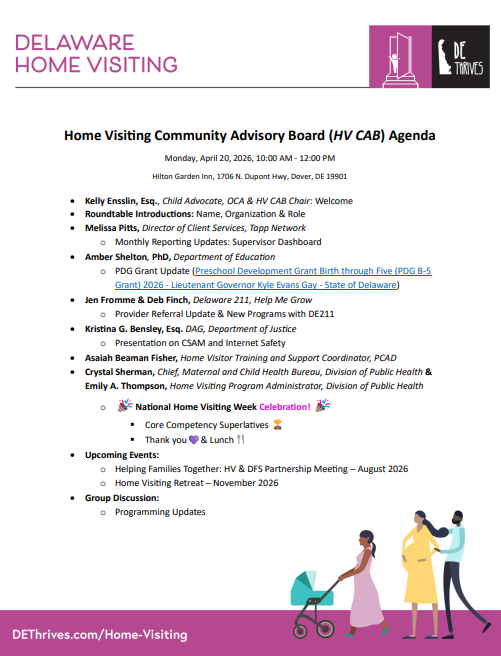 DELAWARE
HOME VISITING
DE
THRIVES
Home Visiting Community Advisory Board (HV CAB) Agenda
Monday, April 20, 2026, 10:00 AM - 12:00 PM
Hilton Garden Inn, 1706 N. Dupont Hwy, Dover, DE 19901
• Kelly Ensslin, Esq., Child Advocate, OCA & HV CAB Chair: Welcome
• Roundtable Introductions: Name, Organization & Role
• Melissa Pitts, Director of Client Services, Tapp Network
o Monthly Reporting Updates: Supervisor Dashboard
• Amber Shelton, PhD, Department of Education
o PDG Grant Update (Preschool Development Grant Birth through Five (PDG B-5
Grant) 2026 - Lieutenant Governor Kyle Evans Gay - State of Delaware)
• Jen Fromme & Deb Finch, Delaware 211, Help Me Grow
o Provider Referral Update & New Programs with DE211
• Kristina G. Bensley, Esq. DAG, Department of Justice
o Presentation on CSAM and Internet Safety
• Asaiah Beaman Fisher, Home Visitor Training and Support Coordinator, PCAD
• Crystal Sherman, Chief, Maternal and Child Health Bureau, Division of Public Health &
Emily A. Thompson, Home Visiting Program Administrator, Division of Public Health
o 🎉 National Home Visiting Week Celebration! 🎉
▪ Core Competency Superlatives 🏆
▪ Thank you 💜 & Lunch 🍴
• Upcoming Events:
o Helping Families Together: HV & DFS Partnership Meeting – August 2026
o Home Visiting Retreat – November 2026
• Group Discussion:
o Programming Updates
DEThrives.com/Home-Visiting